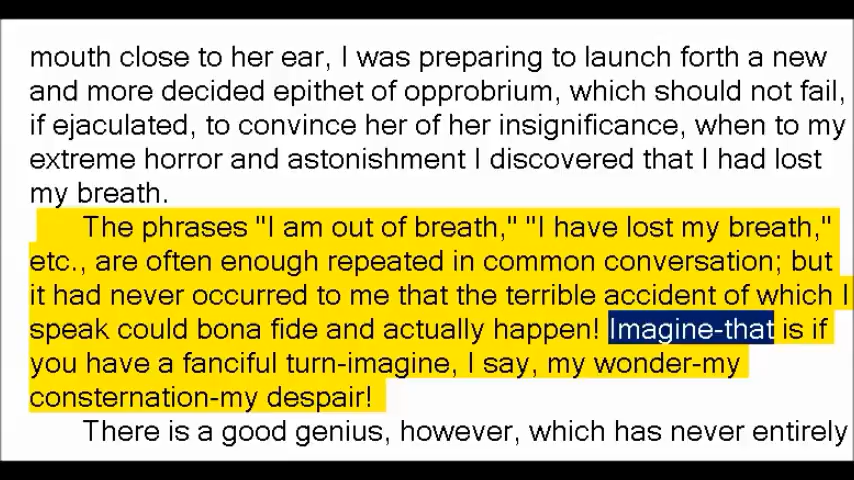 mouth close to her ear, I was preparing to launch forth a new
and more decided epithet of opprobrium, which should not fail,
if ejaculated, to convince her of her insignificance, when to my
extreme horror and astonishment I discovered that I had lost
my breath.
The phrases "I am out of breath," "I have lost my breath,"
etc., are often enough repeated in common conversation; but
it had never occurred to me that the terrible accident of which I
speak could bona fide and actually happen! Imagine-that is if
you have a fanciful turn-imagine, I say, my wonder-my
consternation-my despair!
There is a good genius, however, which has never entirely